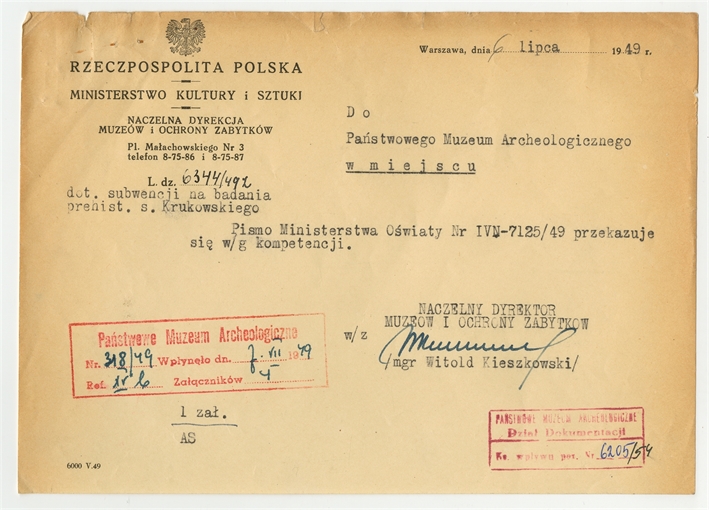 RZECZPOSPOLITA POLSKA
MINISTERSTWO KULTURY i SZTUKI
NACZELNA DYREKCJA
MUZEÓW i OCHRONY ZABYTKÓW
Pl. Małachowskiego Nr 3
telefon 8-75-86 i 8-75-87
L. dz. 6344/49z
dot. subwencji na badania
prehist. s. Krukowskiego
Warszawa, dnia 6 lipca 1949 r.
Do
Państwowego Muzeum Archeologicznego
w miejscu
Pismo Ministerstwa Oświaty Nr IVN-7125/49 przekazuje
się w/g kompetencji.
NACZELNY DYREKTOR
MUZEÓW I OCHRONY ZABYTKÓW
w/z
/mgr Witold Kieszkowski/
Państwowe Muzeum Archeologiczne
Nr. 318/49 Wpłynęło dn. 7. VII 1949
Ref. Załączników
1 zał.
AS
PAŃSTWOWE MUZEUM ARCHEOLOGICZNE
Dział Dokumentacji
Ks. wpływu poz. Nr 6205/54
6000 V.49